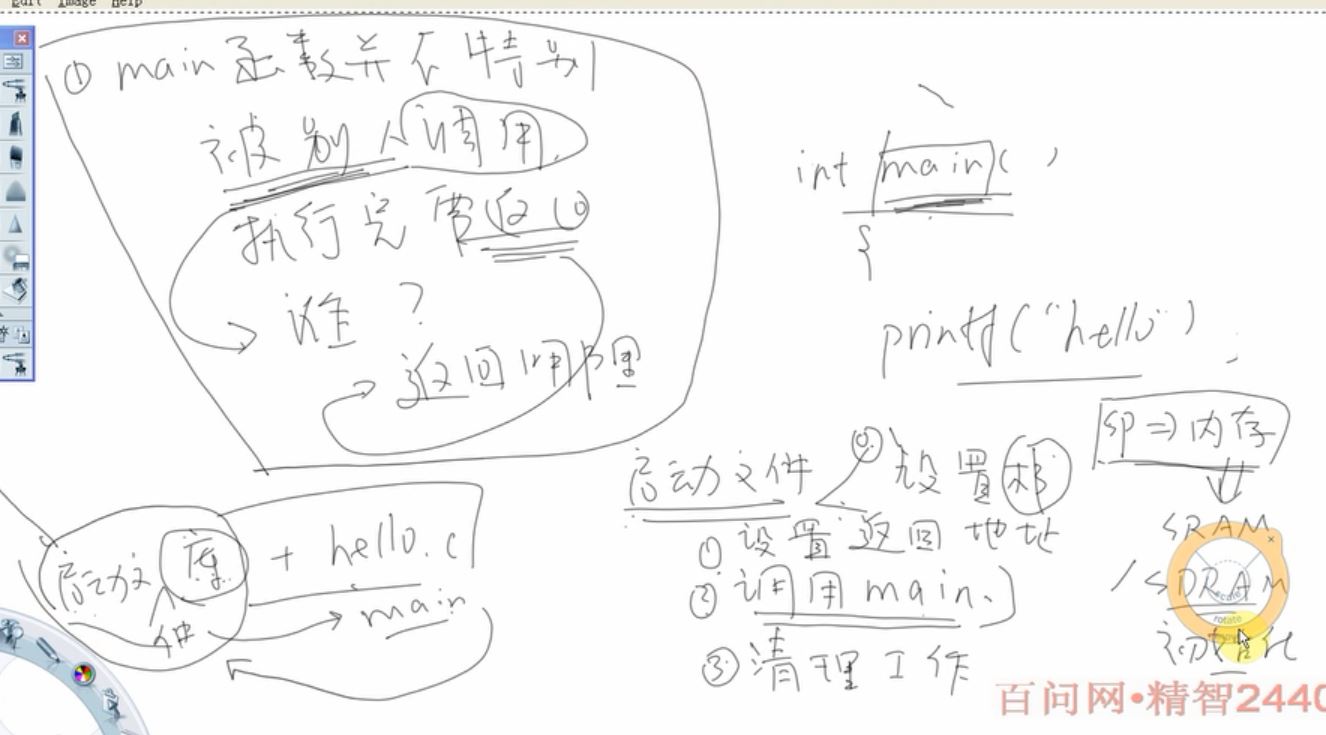 Edit Image Help
① main函数并不特别
被别人调用
执行完需返回
谁？
返回哪里
int main( )
{
printf("hello")
sp⇒内存
SRAM
/SDRAM
scale
rotate
初始化
启动文件
⓪ 设置栈
① 设置返回地址
② 调用main、
③ 清理工作
启动文件
库
+ hello.c
main
百问网•精智2440